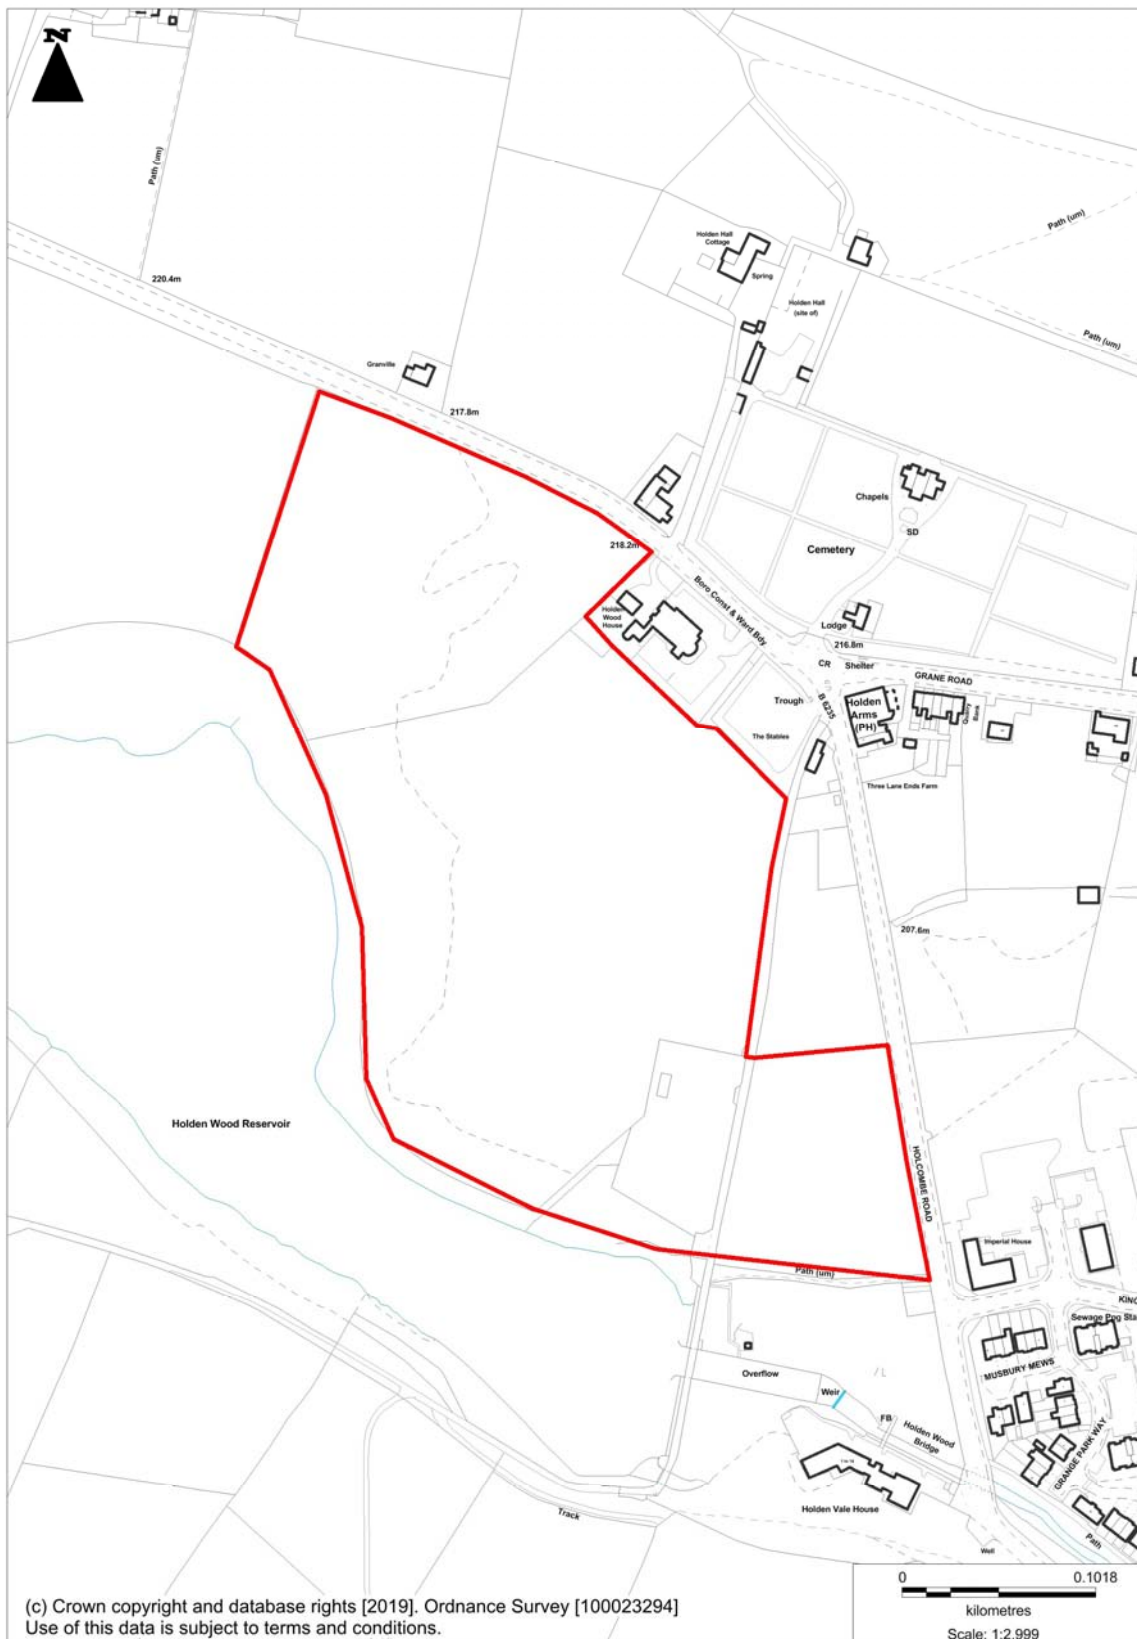 N
Path (um)
220.4m
Granville
217.8m
Holden Hall
Cottage
Spring
Holden Hall
(site of)
Path (um)
Path (um)
Chapels
SD
Cemetery
218.2m
Holden
Wood
House
Boro Const & Ward Bdy
Lodge
216.8m
CR
Shelter
GRANE ROAD
Trough
B 6235
Holden
Arms
(PH)
Quarry
Bank
The Stables
Three Lane Ends Farm
207.6m
Holden Wood Reservoir
HOLCOMBE ROAD
Imperial House
Path (um)
KING
Sewage Ppg Sta
MUSBURY MEWS
Overflow
Weir
FB
Holden Wood
Bridge
GRANGE PARK WAY
Holden Vale House
Track
Path
Well
(c) Crown copyright and database rights [2019]. Ordnance Survey [100023294]
Use of this data is subject to terms and conditions.
0
0.1018
kilometres
Scale: 1:2,999